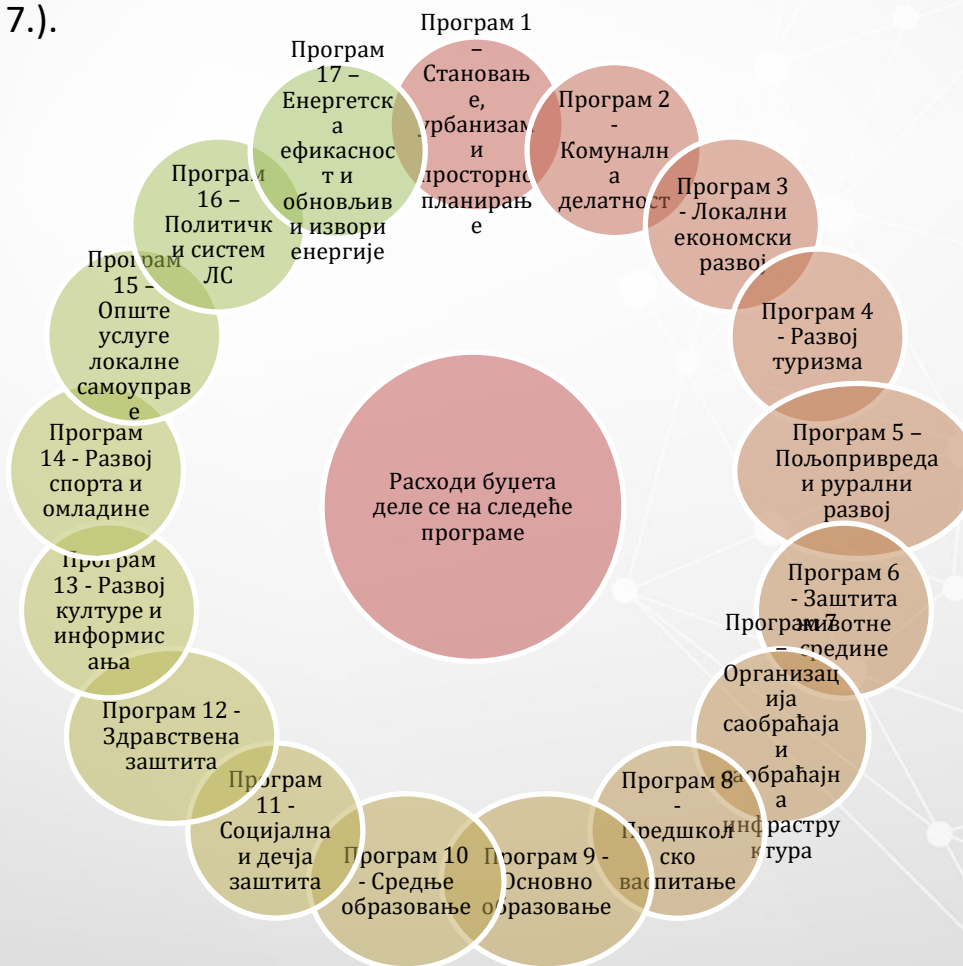 7.).
Програм 1
–
Становањ
е,
урбанизам
и
просторно
планирањ
е
Програм 2
-
Комуналн
а
делатност
Програм 3
- Локални
економски
развој
Програм 4
- Развој
туризма
Програм 5 –
Пољопривреда
и рурални
развој
Програм 6
- Заштита
животне
средине
Програм 7
–
Организац
ија
саобраћаја
и
саобраћајн
а
инфрастру
ктура
Програм 8
-
Предшкол
ско
васпитање
Програм 9 -
Основно
образовање
Програм 10
- Средње
образовање
Програм
11 -
Социјална
и дечја
заштита
Програм 12 -
Здравствена
заштита
Програм
13 - Развој
културе и
информис
ања
Програм
14 - Развој
спорта и
омладине
Програм
15 –
Опште
услуге
локалне
самоуправ
е
Програм
16 –
Политичк
и систем
ЛС
Програм
17 –
Енергетск
а
ефикаснос
т и
обновљив
и извори
енергије
Расходи буџета
деле се на следеће
програме